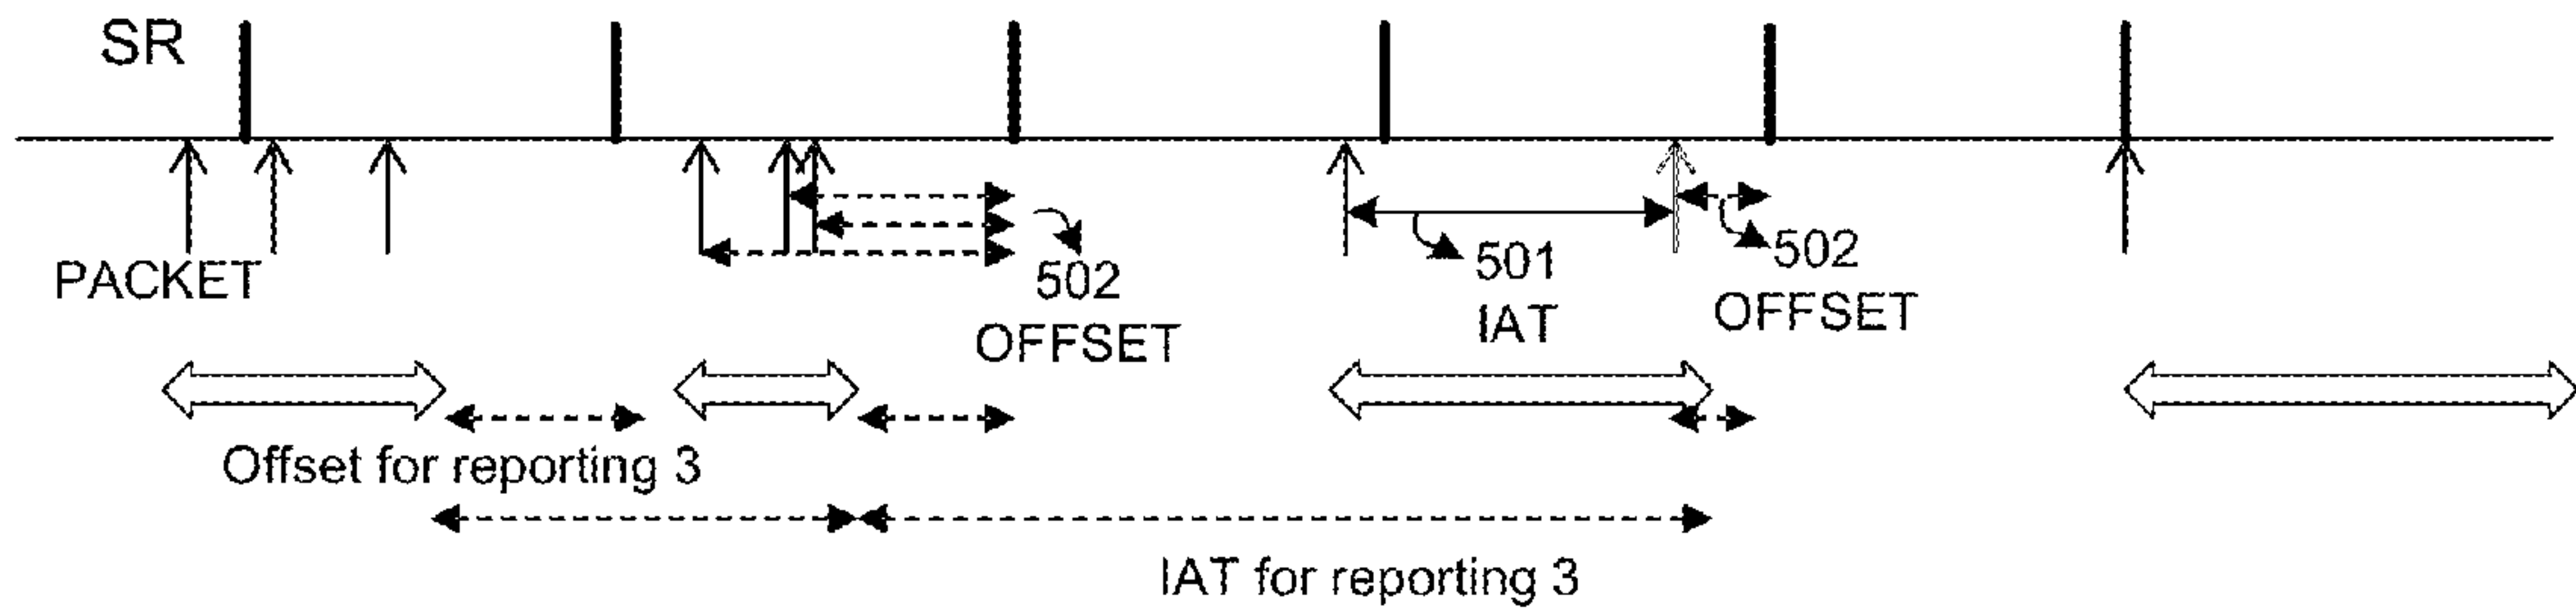 SR
PACKET
502
OFFSET
501
IAT
502
OFFSET
Offset for reporting 3
IAT for reporting 3